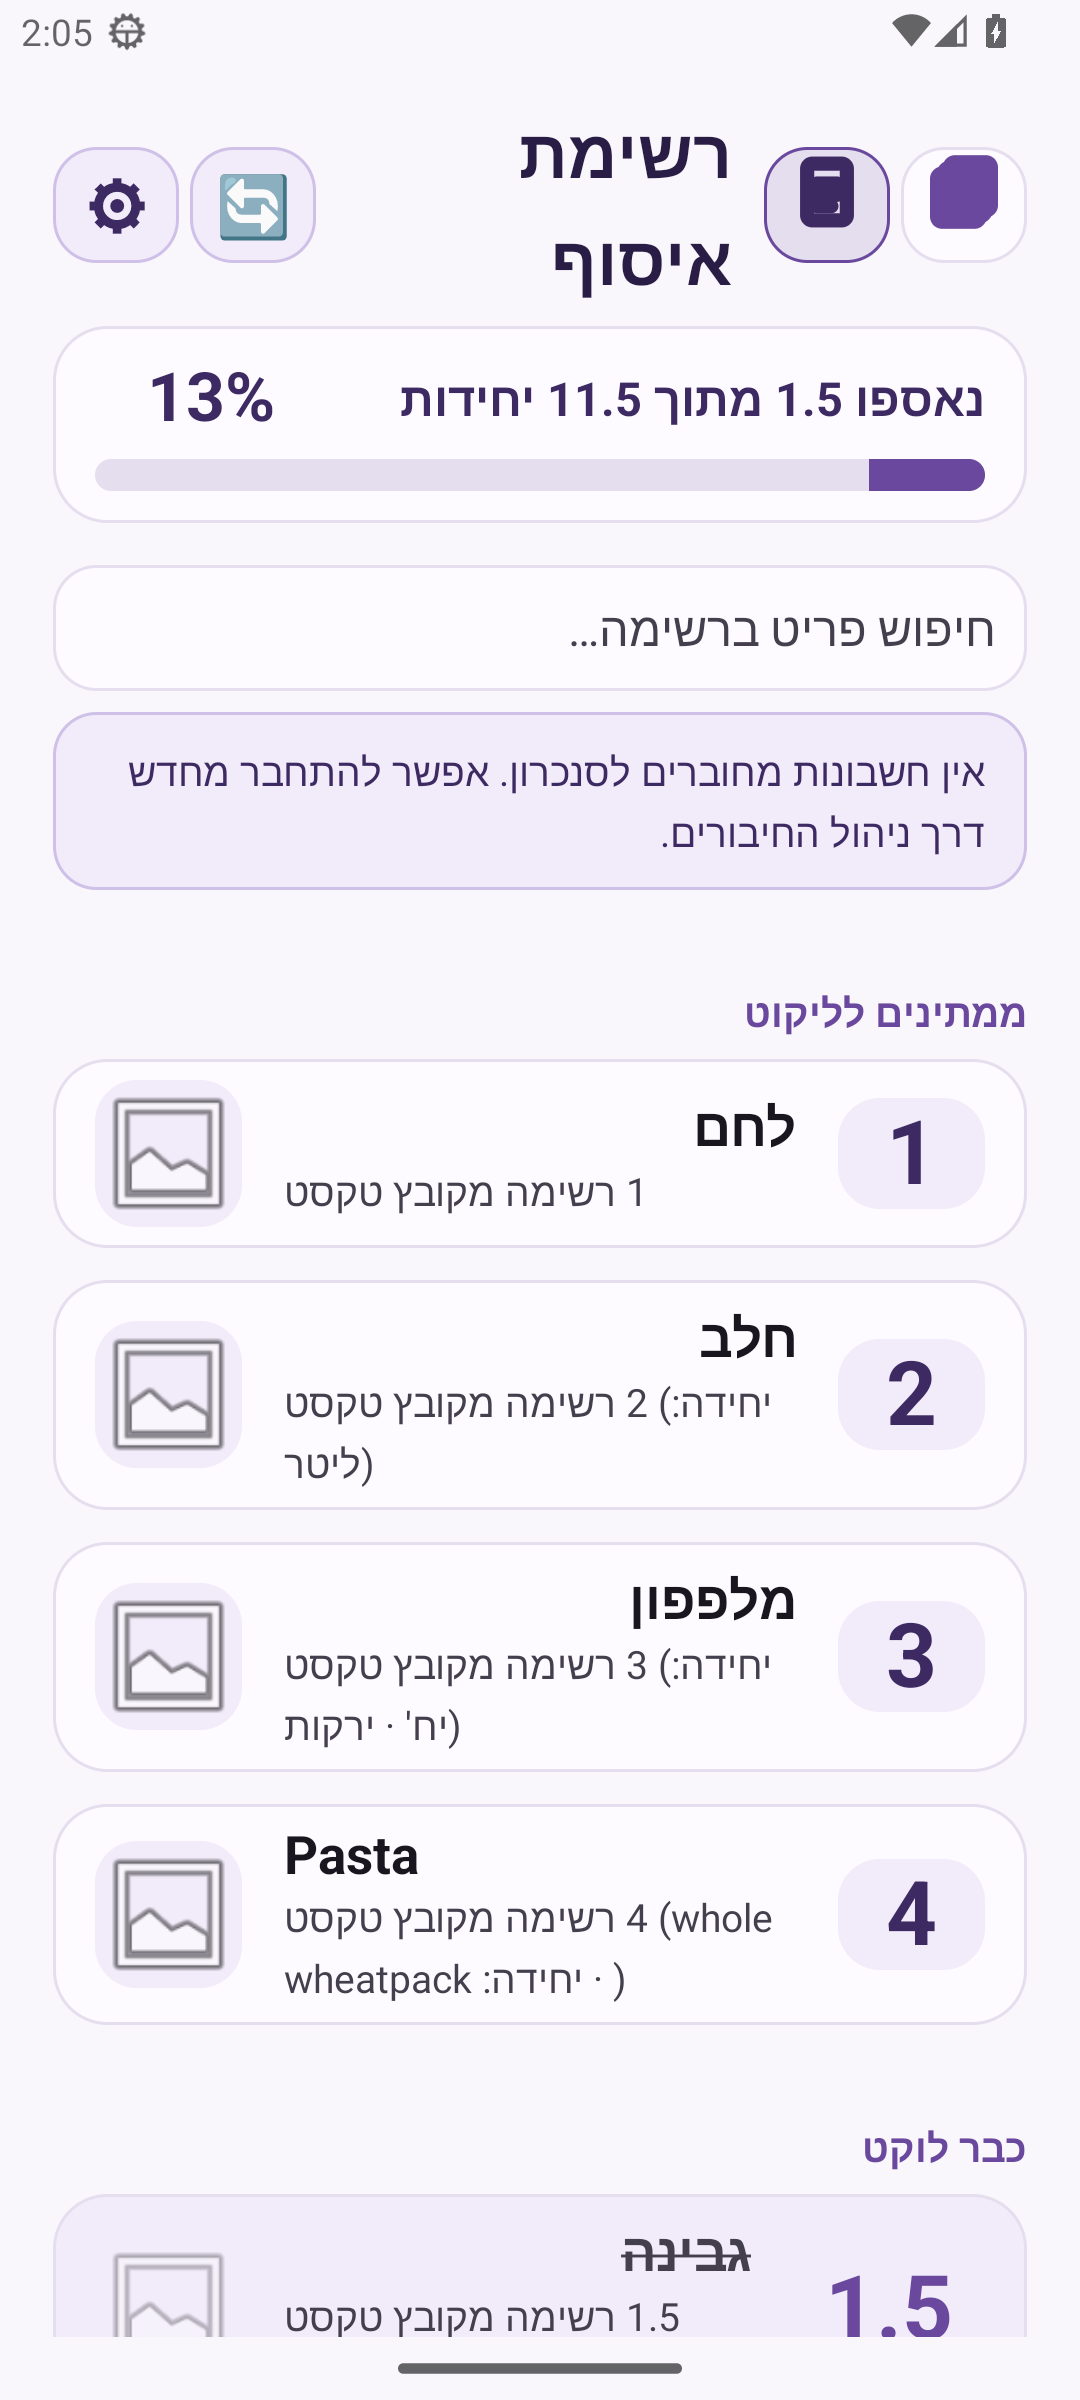 2:05
רשימת
איסוף
נאספו 1.5 מתוך 11.5 יחידות
13%
חיפוש פריט ברשימה...
אין חשבונות מחוברים לסנכרון. אפשר להתחבר מחדש
דרך ניהול החיבורים.
ממתינים לליקוט
1
לחם
1 רשימה מקובץ טקסט
2
חלב
רשימה מקובץ טקסט 2 (יחידה:
ליטר)
3
מלפפון
רשימה מקובץ טקסט 3 (יחידה:
יח' · ירקות)
4
Pasta
רשימה מקובץ טקסט 4 (whole
wheatpack יחידה: · )
כבר לוקט
1.5
גבינה
רשימה מקובץ טקסט 1.5